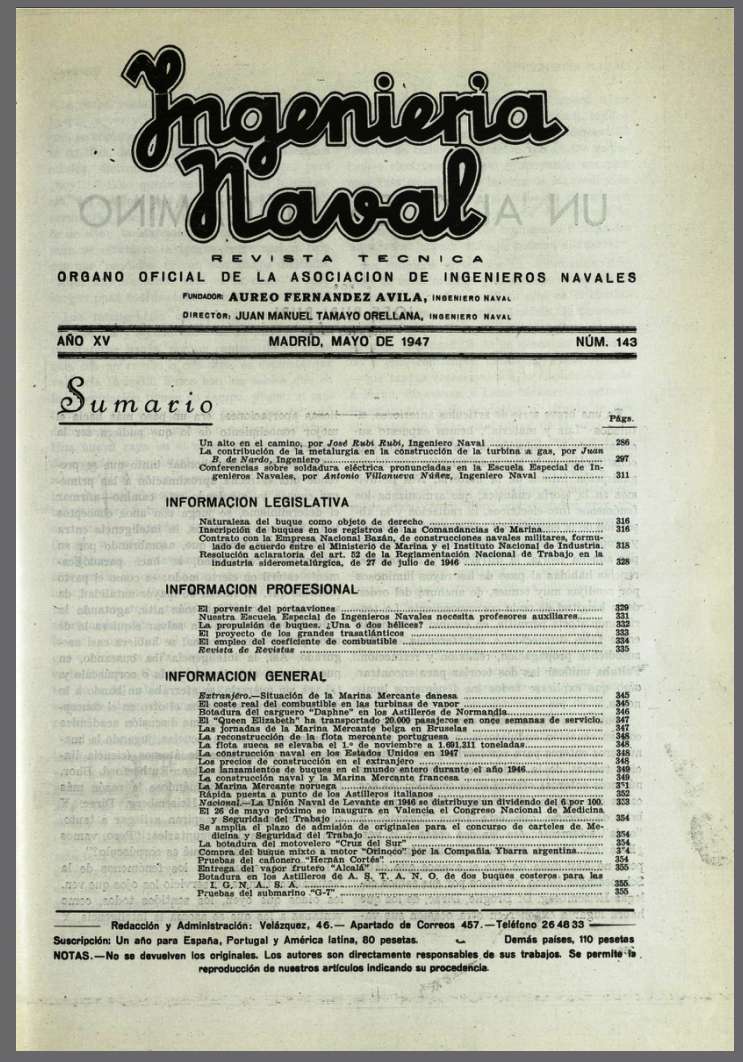 Ingeniería
Naval
REVISTA TECNICA
ORGANO OFICIAL DE LA ASOCIACION DE INGENIEROS NAVALES
FUNDADOR: AUREO FERNANDEZ AVILA, INGENIERO NAVAL
DIRECTOR: JUAN MANUEL TAMAYO ORELLANA, INGENIERO NAVAL
AÑO XV MADRID, MAYO DE 1947 NÚM. 143
Sumario
Págs.
Un alto en el camino, por José Rubí Rubí, Ingeniero Naval ... 286
La contribución de la metalurgia en la construcción de la turbina a gas, por Juan
B. de Nardo, Ingeniero ... 297
Conferencias sobre soldadura eléctrica pronunciadas en la Escuela Especial de In-
genieros Navales, por Antonio Villanueva Núñez, Ingeniero Naval ... 311
INFORMACION LEGISLATIVA
Naturaleza del buque como objeto de derecho ... 316
Inscripción de buques en los registros de las Comandancias de Marina... 316
Contrato con la Empresa Nacional Bazán, de construcciones navales militares, formu-
lado de acuerdo entre el Ministerio de Marina y el Instituto Nacional de Industria. 318
Resolución aclaratoria del art. 52 de la Reglamentación Nacional de Trabajo en la
industria siderometalúrgica, de 27 de julio de 1946 ... 328
INFORMACION PROFESIONAL
El porvenir del portaaviones ... 329
Nuestra Escuela Especial de Ingenieros Navales necesita profesores auxiliares... 331
La propulsión de buques. ¿Una o dos hélices? ... 332
El proyecto de los grandes trasatlánticos ... 333
El empleo del coeficiente de combustible ... 334
Revista de Revistas ... 335
INFORMACION GENERAL
Extranjero.—Situación de la Marina Mercante danesa ... 345
El coste real del combustible en las turbinas de vapor ... 345
Botadura del carguero "Daphne" en los Astilleros de Normandía... 346
El "Queen Elizabeth" ha transportado 20.000 pasajeros en once semanas de servicio. 347
Las jornadas de la Marina Mercante belga en Bruselas ... 347
La reconstrucción de la flota mercante portuguesa ... 348
La flota sueca se elevaba el 1.º de noviembre a 1.691.311 toneladas... 348
La construcción naval en los Estados Unidos en 1947 ... 348
Los precios de construcción en el extranjero ... 348
Los lanzamientos de buques en el mundo entero durante el año 1946... 349
La construcción naval y la Marina Mercante francesa ... 349
La Marina Mercante noruega ... 351
Rápida puesta a punto de los Astilleros italianos ... 352
Nacional.—La Unión Naval de Levante en 1946 se distribuye un dividendo del 6 por 100. 353
El 26 de mayo próximo se inaugura en Valencia el Congreso Nacional de Medicina
y Seguridad del Trabajo ... 354
Se amplía el plazo de admisión de originales para el concurso de carteles de Me-
dicina y Seguridad del Trabajo ... 354
La botadura del motovelero "Cruz del Sur" ... 354
Compra del buque mixto a motor "Orinoco" por la Compañía Ybarra argentina... 354
Pruebas del cañonero "Hernán Cortés" ... 354
Entrega del vapor frutero "Alcalá" ... 355
Botadura en los Astilleros de A. S. T. A. N. O. de dos buques costeros para las
I. G. N. A., S. A. ... 355
Pruebas del submarino "G-7" ... 355
Redacción y Administración: Velázquez, 46.— Apartado de Correos 457.—Teléfono 26 48 33
Suscripción: Un año para España, Portugal y América latina, 80 pesetas. Demás países, 110 pesetas
NOTAS.—No se devuelven los originales. Los autores son directamente responsables de sus trabajos. Se permite la
reproducción de nuestros artículos indicando su procedencia.